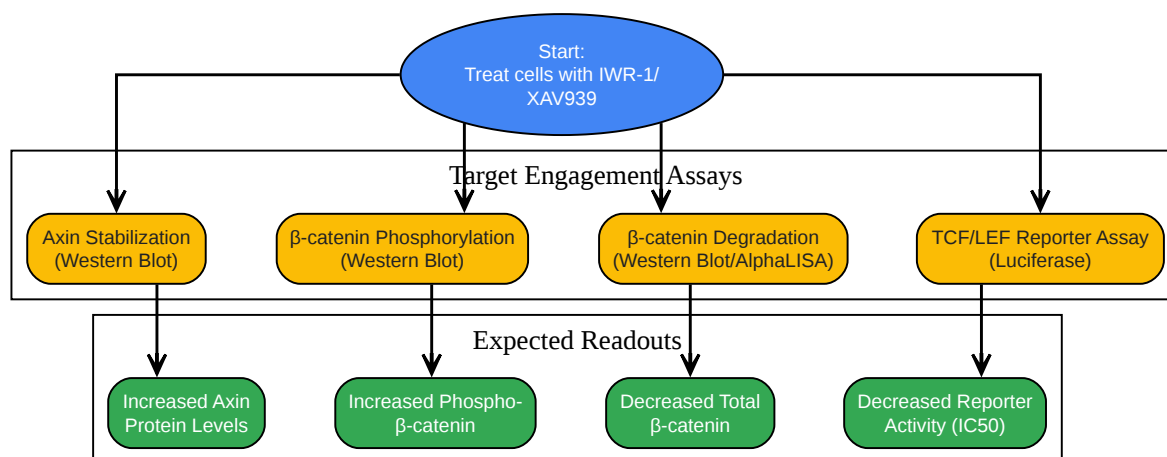 Start:
Treat cells with IWR-1/
XAV939
Target Engagement Assays
Axin Stabilization
(Western Blot)
β-catenin Phosphorylation
(Western Blot)
β-catenin Degradation
(Western Blot/AlphaLISA)
TCF/LEF Reporter Assay
(Luciferase)
Expected Readouts
Increased Axin
Protein Levels
Increased Phospho-
β-catenin
Decreased Total
β-catenin
Decreased Reporter
Activity (IC50)